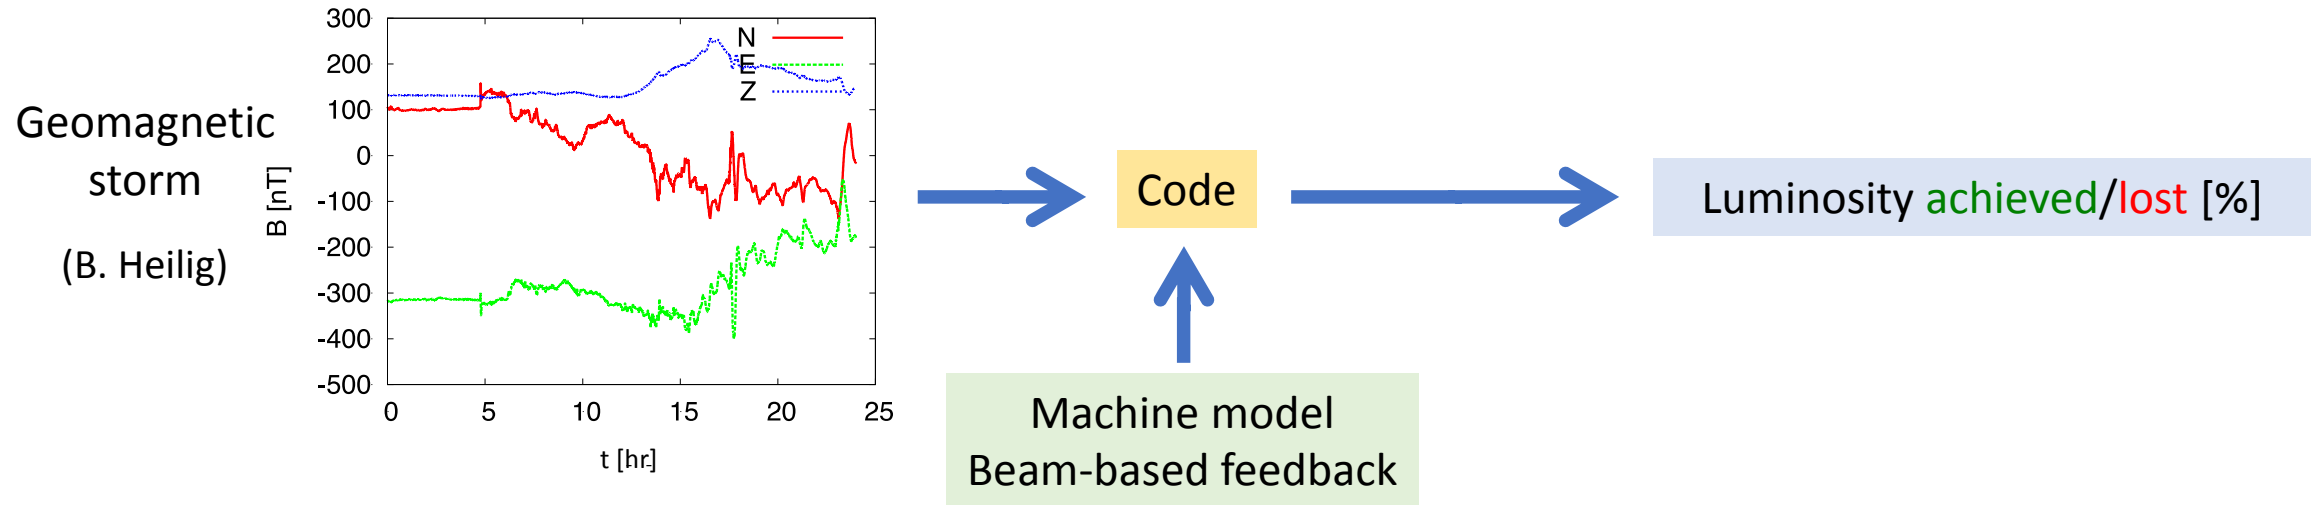 Geomagnetic
storm
(B. Heilig)
B [nT]
300
200
100
0
-100
-200
-300
-400
-500
0 5 10 15 20 25
t [hr.]
N
E
Z
Code
Machine model
Beam-based feedback
Luminosity achieved/lost [%]